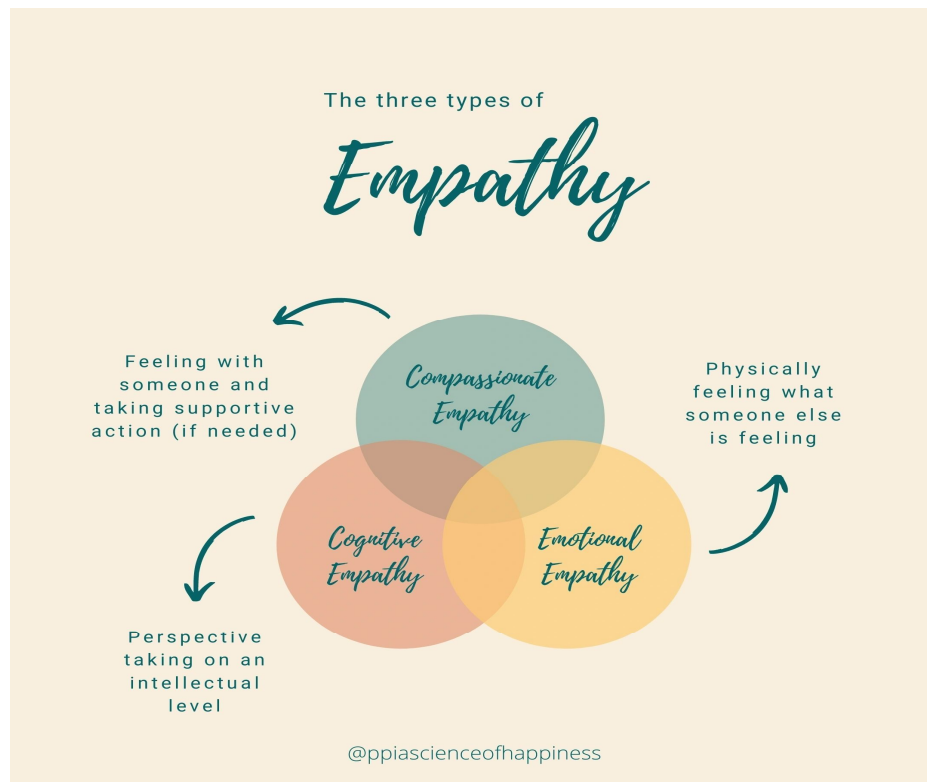 The three types of
Empathy
Feeling with
someone and
taking supportive
action (if needed)
Compassionate
Empathy
Physically
feeling what
someone else
is feeling
Cognitive
Empathy
Emotional
Empathy
Perspective
taking on an
intellectual
level
@ppiascienceofhappiness